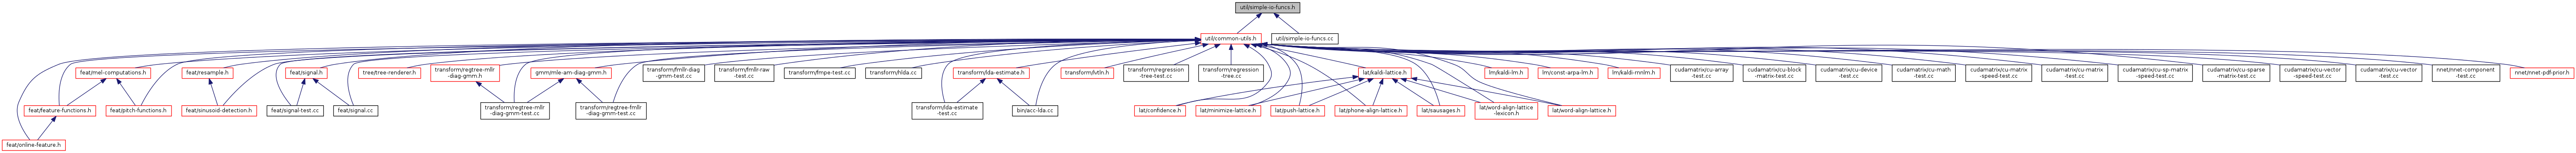 util/simple-io-funcs.h
util/common-utils.h
util/simple-io-funcs.cc
feat/mel-computations.h
feat/resample.h
feat/signal.h
tree/tree-renderer.h
transform/regtree-mllr
-diag-gmm.h
gmm/mle-am-diag-gmm.h
transform/fmllr-diag
-gmm-test.cc
transform/fmllr-raw
-test.cc
transform/fmpe-test.cc
transform/hlda.cc
transform/lda-estimate.h
transform/lvtln.h
transform/regression
-tree-test.cc
transform/regression
-tree.cc
lat/kaldi-lattice.h
lm/kaldi-lm.h
lm/const-arpa-lm.h
lm/kaldi-rnnlm.h
cudamatrix/cu-array
-test.cc
cudamatrix/cu-block
-matrix-test.cc
cudamatrix/cu-device
-test.cc
cudamatrix/cu-math
-test.cc
cudamatrix/cu-matrix
-speed-test.cc
cudamatrix/cu-matrix
-test.cc
cudamatrix/cu-sp-matrix
-speed-test.cc
cudamatrix/cu-sparse
-matrix-test.cc
cudamatrix/cu-vector
-speed-test.cc
cudamatrix/cu-vector
-test.cc
nnet/nnet-component
-test.cc
nnet/nnet-pdf-prior.h
feat/feature-functions.h
feat/pitch-functions.h
feat/sinusoid-detection.h
feat/signal-test.cc
feat/signal.cc
transform/regtree-mllr
-diag-gmm-test.cc
transform/regtree-fmllr
-diag-gmm-test.cc
transform/lda-estimate
-test.cc
bin/acc-lda.cc
lat/confidence.h
lat/minimize-lattice.h
lat/push-lattice.h
lat/phone-align-lattice.h
lat/sausages.h
lat/word-align-lattice
-lexicon.h
lat/word-align-lattice.h
feat/online-feature.h